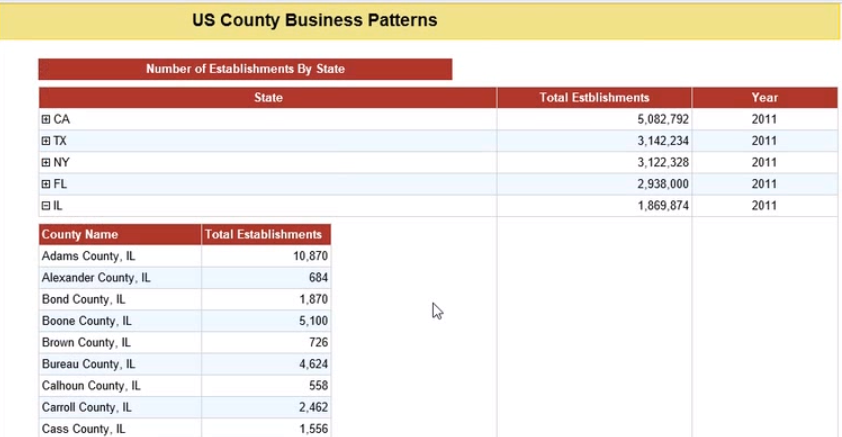 US County Business Patterns
Number of Establishments By State
State Total Estblishments Year
CA 5,082,792 2011
TX 3,142,234 2011
NY 3,122,328 2011
FL 2,938,000 2011
IL 1,869,874 2011
County Name Total Establishments
Adams County, IL 10,870
Alexander County, IL 684
Bond County, IL 1,870
Boone County, IL 5,100
Brown County, IL 726
Bureau County, IL 4,624
Calhoun County, IL 558
Carroll County, IL 2,462
Cass County, IL 1,556